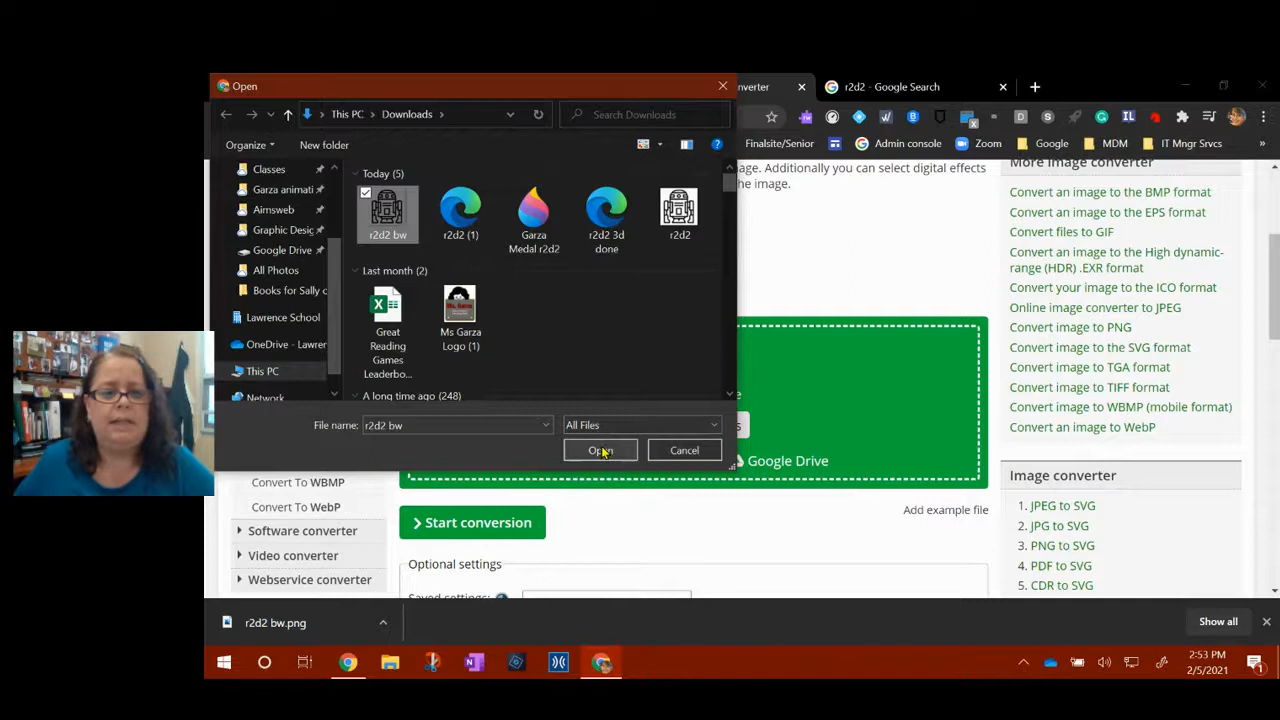 Open
nverter
r2d2 - Google Search
This PC
Downloads
Search Downloads
Finalsite/Senior
Admin console
Zoom
Google
MDM
IT Mngr Srvcs
Organize
New folder
age. Additionally you can select digital effects
the image.
More image converter
Classes
Garza animati
Aimsweb
Graphic Desig
Google Drive
All Photos
Books for Sally c
Lawrence School
OneDrive - Lawrer
This PC
Network
Today (5)
r2d2 bw
r2d2 (1)
Garza
Medal r2d2
r2d2 3d
done
r2d2
Last month (2)
Great
Reading
Games
Leaderbo...
Ms Garza
Logo (1)
A long time ago (248)
File name:
r2d2 bw
All Files
Open
Cancel
Convert an image to the BMP format
Convert an image to the EPS format
Convert files to GIF
Convert an image to the High dynamic-
range (HDR) .EXR format
Convert your image to the ICO format
Online image converter to JPEG
Convert image to PNG
Convert image to the SVG format
Convert image to TGA format
Convert image to TIFF format
Convert image to WBMP (mobile format)
Convert an image to WebP
Google Drive
Convert To WBMP
Convert To WebP
Software converter
Video converter
Webservice converter
Start conversion
Add example file
Optional settings
Saved settings:
Image converter
1. JPEG to SVG
2. JPG to SVG
3. PNG to SVG
4. PDF to SVG
5. CDR to SVG
r2d2 bw.png
Show all
2:53 PM
2/5/2021